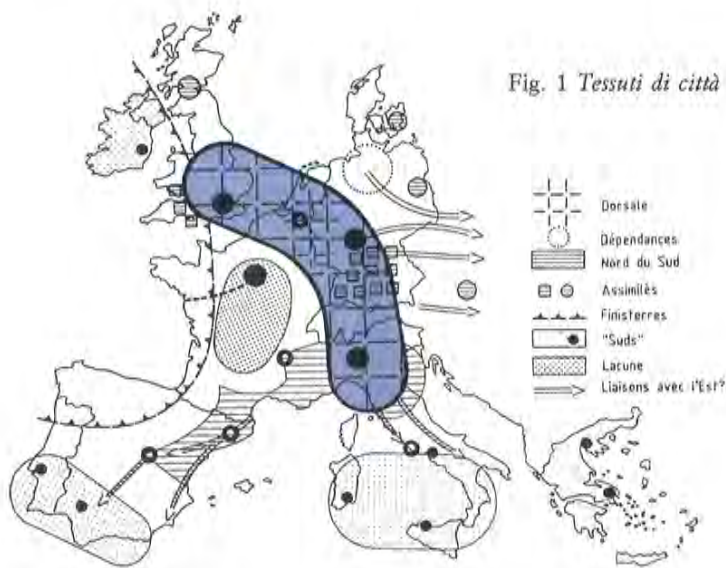 Fig. 1 Tessuti di città
Dorsale
Dépendances
Nord du Sud
Assimilés
Finisterres
"Suds"
Lacune
Liaisons avec l'Est?